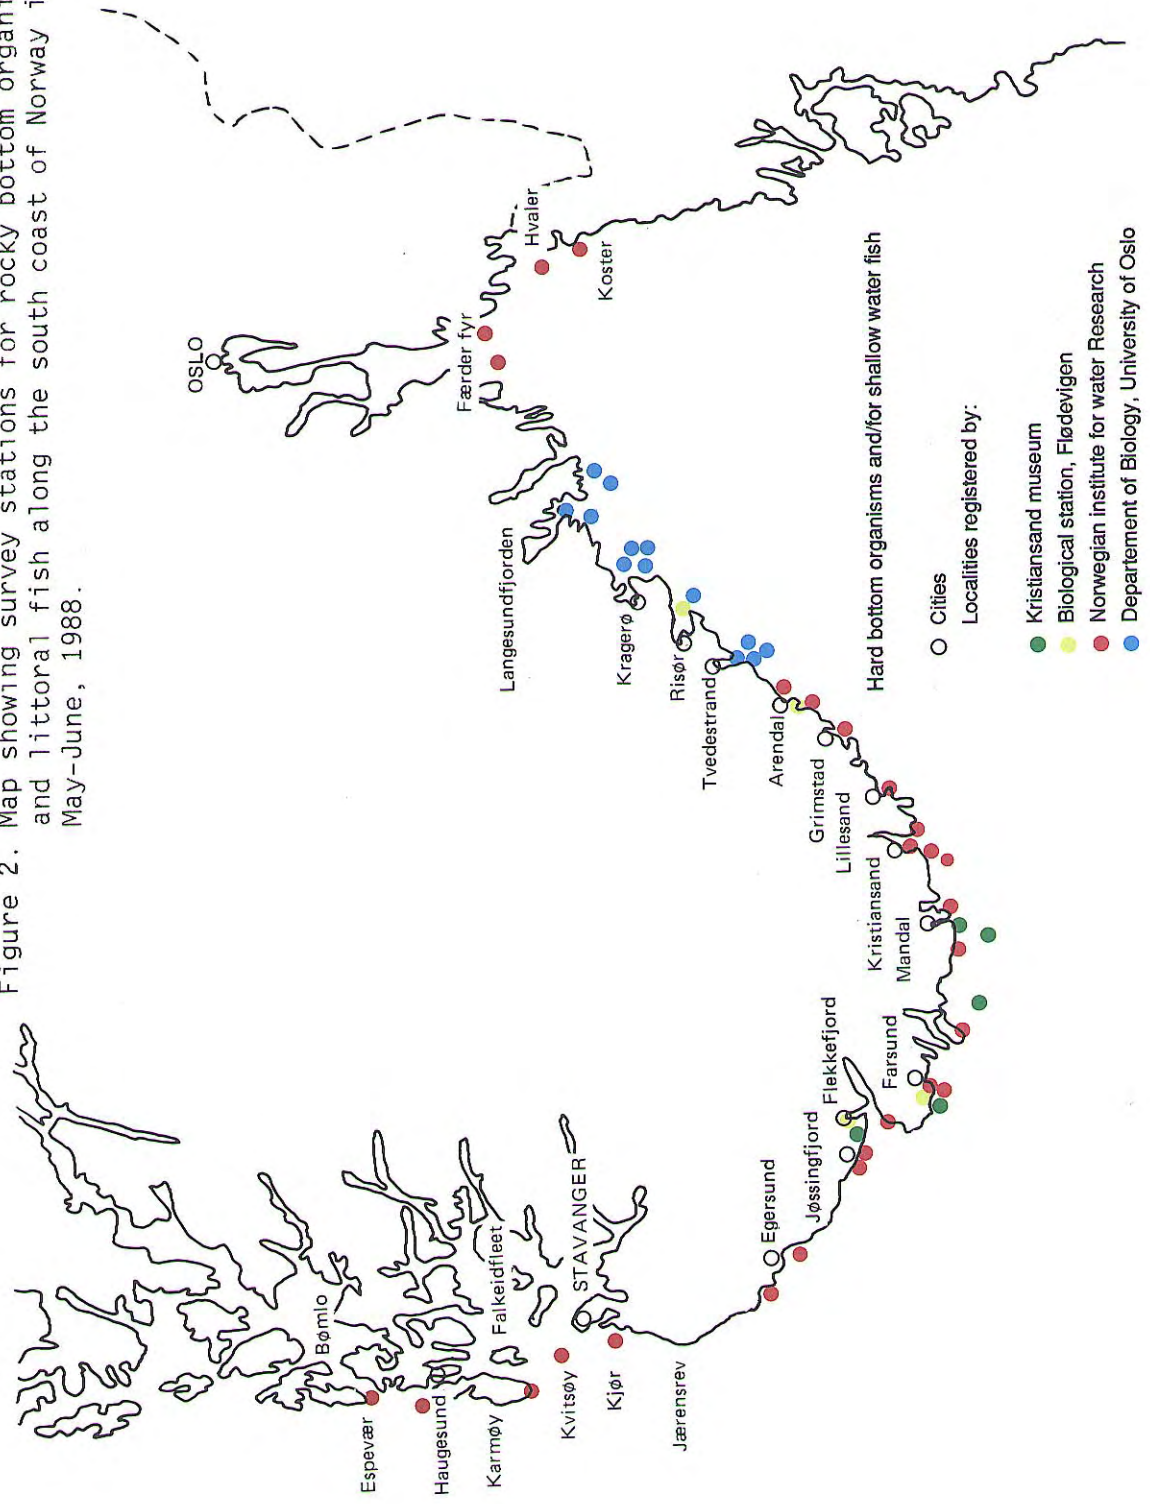 Figure 2. Map showing survey stations for rocky bottom organi
and littoral fish along the south coast of Norway i
May-June, 1988.
OSLO
Hvaler
Koster
Færder fyr
Langesundfjorden
Kragerø
Risør
Tvedestrand
Arendal
Grimstad
Lillesand
Kristiansand
Mandal
Farsund
Flekkefjord
Jøssingfjord
Egersund
STAVANGER
Falkeidfleet
Bømlo
Espevær
Haugesund
Karmøy
Kvitsøy
Kjør
Jærensrev
Hard bottom organisms and/for shallow water fish
Cities
Localities registered by:
Kristiansand museum
Biological station, Flødevigen
Norwegian institute for water Research
Departement of Biology, University of Oslo